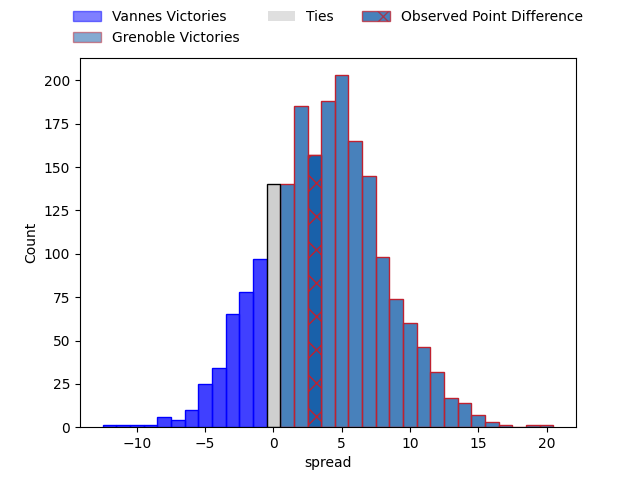 Vannes Victories
Grenoble Victories
Ties
Observed Point Difference
200
175
150
125
100
75
50
25
0
Count
−10 −5 0 5 10 15 20
spread